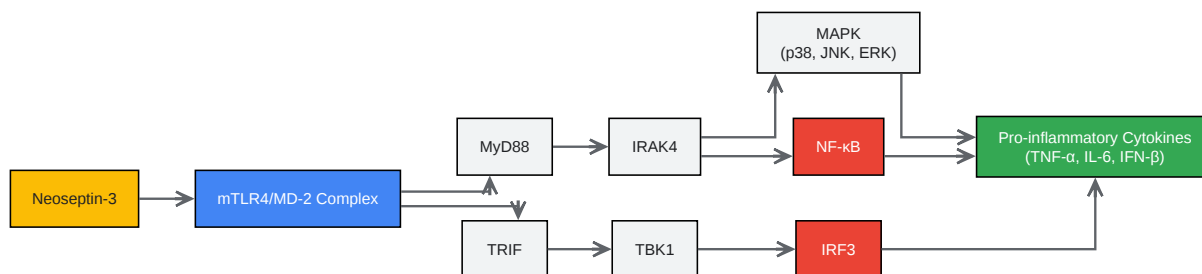 MAPK
(p38, JNK, ERK)
MyD88
IRAK4
NF-κB
Pro-inflammatory Cytokines
(TNF-α, IL-6, IFN-β)
Neoseptin-3
mTLR4/MD-2 Complex
TRIF
TBK1
IRF3